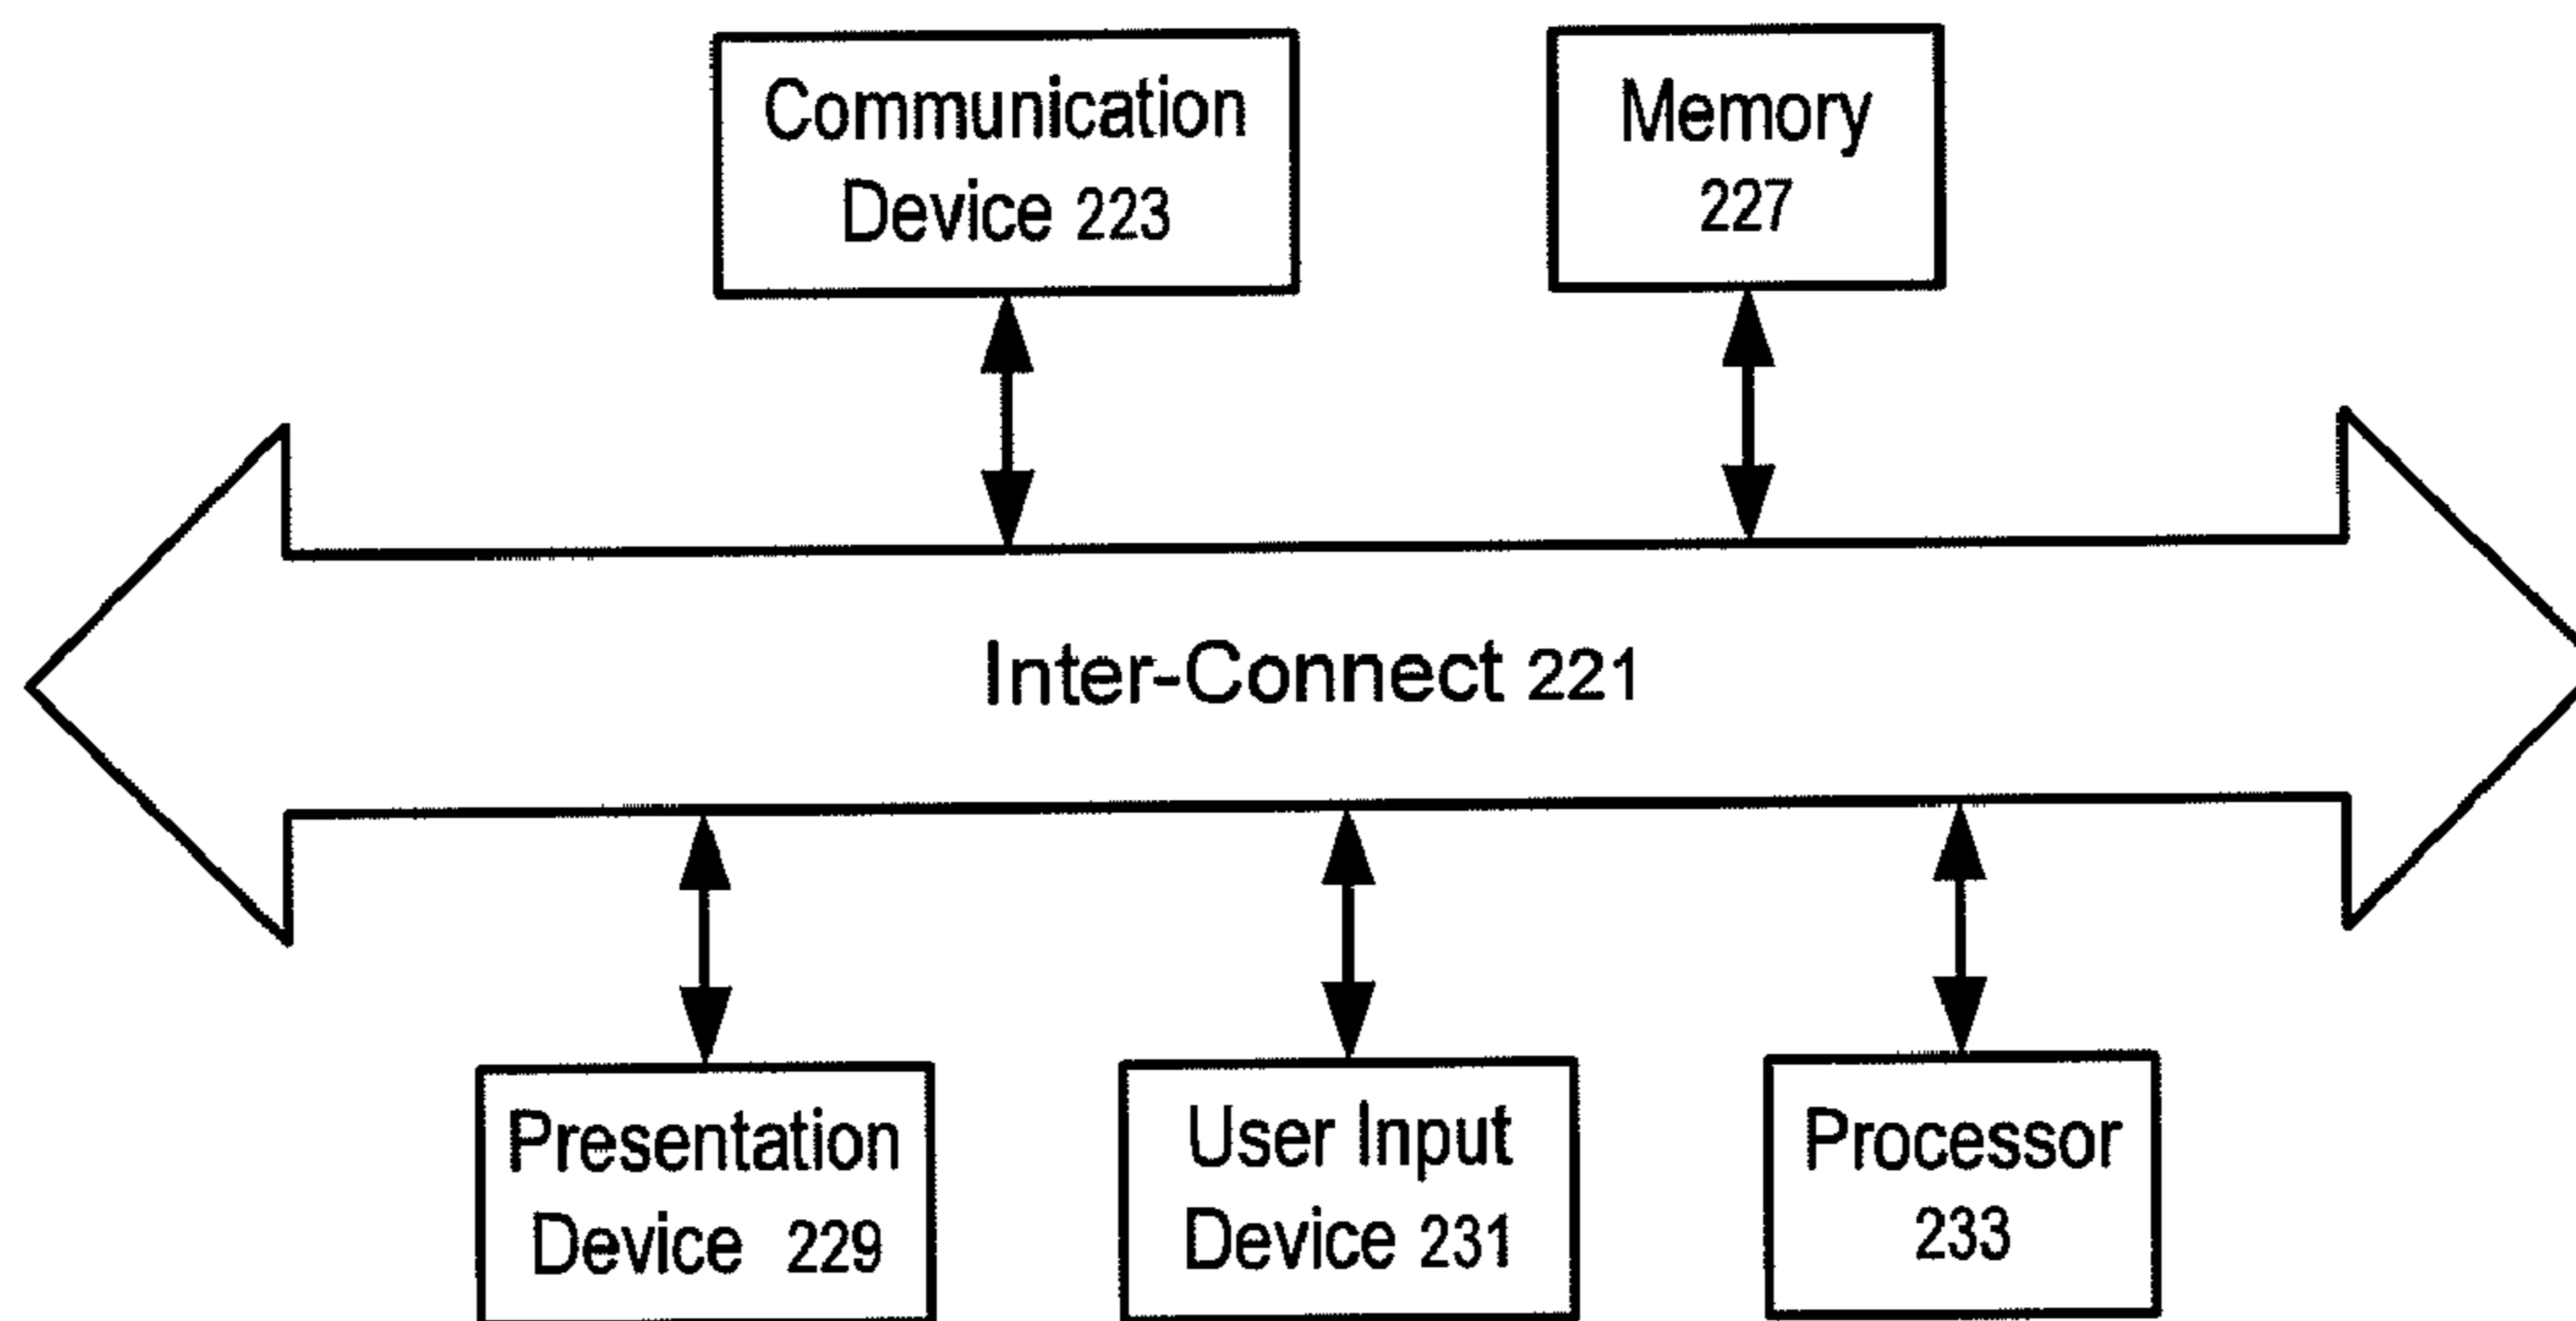 Communication
Device 223
Memory
227
Inter-Connect 221
Presentation
Device 229
User Input
Device 231
Processor
233